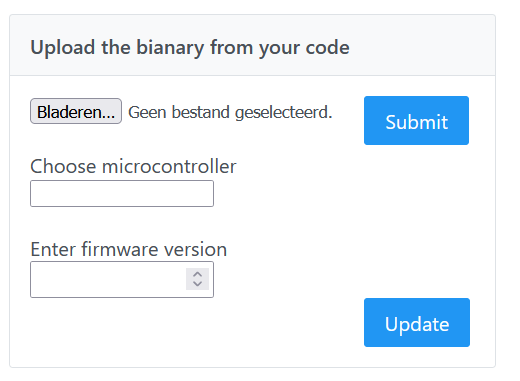 Upload the bianary from your code
Bladeren... Geen bestand geselecteerd.
Submit
Choose microcontroller
Enter firmware version
Update